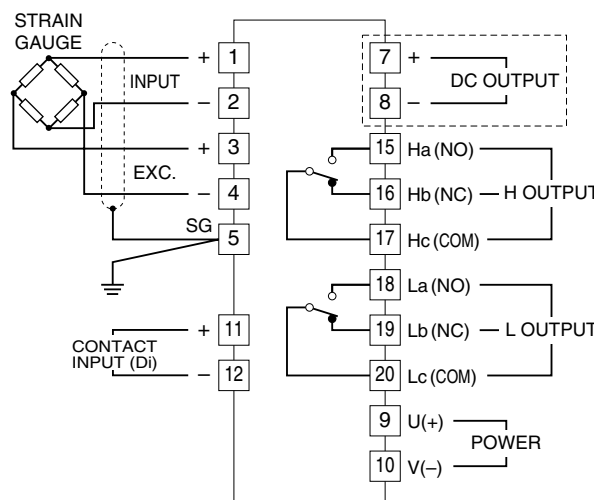 STRAIN
GAUGE
+ 1
INPUT
– 2
+ 3
EXC.
– 4
SG
5
+ 11
CONTACT
INPUT (Di)
– 12
7 +
DC OUTPUT
8 –
15 Ha (NO)
16 Hb (NC) H OUTPUT
17 Hc (COM)
18 La (NO)
19 Lb (NC) L OUTPUT
20 Lc (COM)
9 U(+)
POWER
10 V(–)